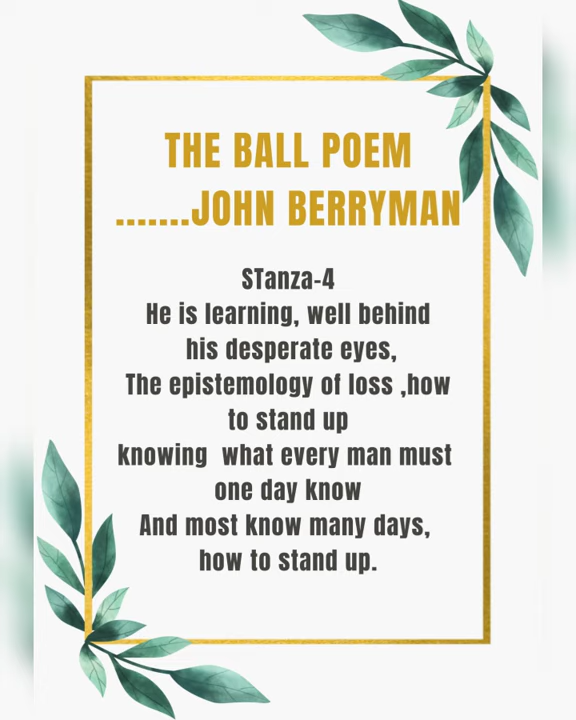 THE BALL POEM
.......JOHN BERRYMAN
STanza-4
He is learning, well behind
his desperate eyes,
The epistemology of loss ,how
to stand up
knowing  what every man must
one day know
And most know many days,
how to stand up.